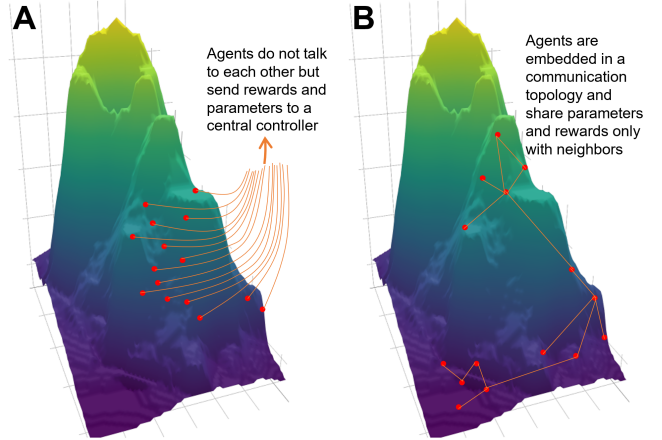 A
Agents do not talk
to each other but
send rewards and
parameters to a
central controller
B
Agents are
embedded in a
communication
topology and
share parameters
and rewards only
with neighbors